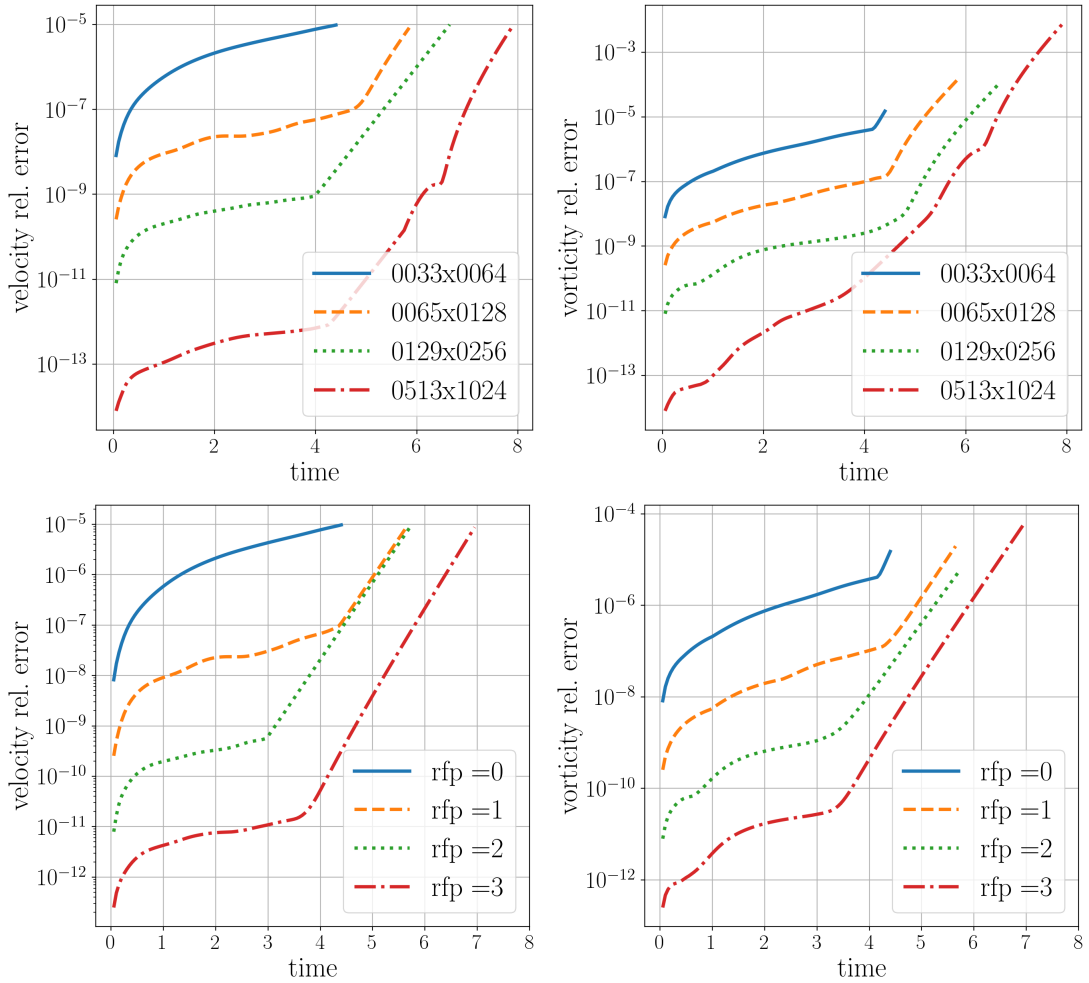 velocity rel. error
10⁻⁵
10⁻⁷
10⁻⁹
10⁻¹¹
10⁻¹³
0033x0064
0065x0128
0129x0256
0513x1024
0 2 4 6 8
time
vorticity rel. error
10⁻³
10⁻⁵
10⁻⁷
10⁻⁹
10⁻¹¹
10⁻¹³
0033x0064
0065x0128
0129x0256
0513x1024
0 2 4 6 8
time
velocity rel. error
10⁻⁵
10⁻⁶
10⁻⁷
10⁻⁸
10⁻⁹
10⁻¹⁰
10⁻¹¹
10⁻¹²
rfp =0
rfp =1
rfp =2
rfp =3
0 1 2 3 4 5 6 7 8
time
vorticity rel. error
10⁻⁴
10⁻⁶
10⁻⁸
10⁻¹⁰
10⁻¹²
rfp =0
rfp =1
rfp =2
rfp =3
0 1 2 3 4 5 6 7 8
time